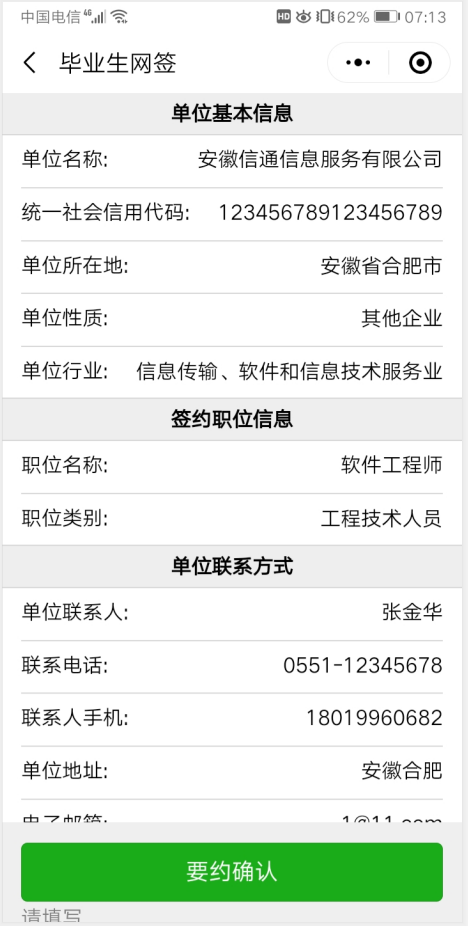 中国电信 4G HD 62% 07:13
毕业生网签
单位基本信息
单位名称: 安徽信通信息服务有限公司
统一社会信用代码: 123456789123456789
单位所在地: 安徽省合肥市
单位性质: 其他企业
单位行业: 信息传输、软件和信息技术服务业
签约职位信息
职位名称: 软件工程师
职位类别: 工程技术人员
单位联系方式
单位联系人: 张金华
联系电话: 0551-12345678
联系人手机: 18019960682
单位地址: 安徽合肥
电子邮箱: 1@11.com
要约确认
请填写